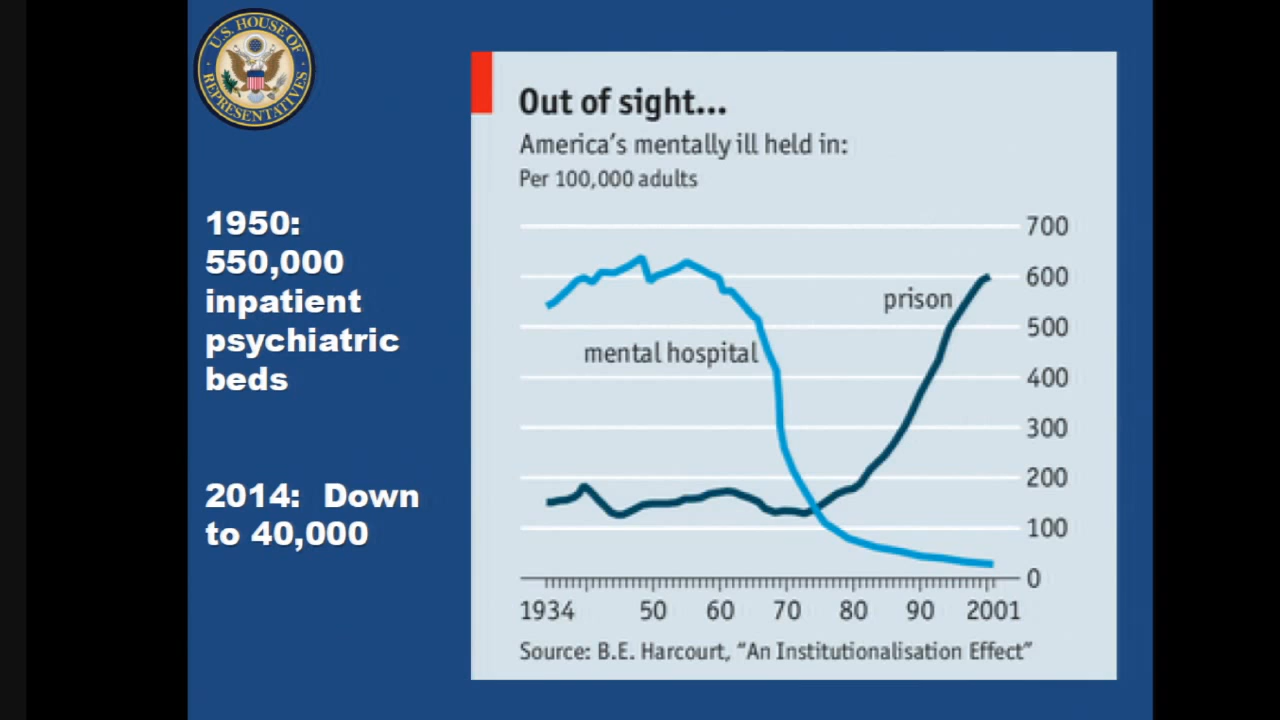 U.S. HOUSE OF
REPRESENTATIVES
1950:
550,000
inpatient
psychiatric
beds
2014: Down
to 40,000
Out of sight...
America's mentally ill held in:
Per 100,000 adults
700
600
prison
500
mental hospital
400
300
200
100
0
1934 50 60 70 80 90 2001
Source: B.E. Harcourt, “An Institutionalisation Effect”